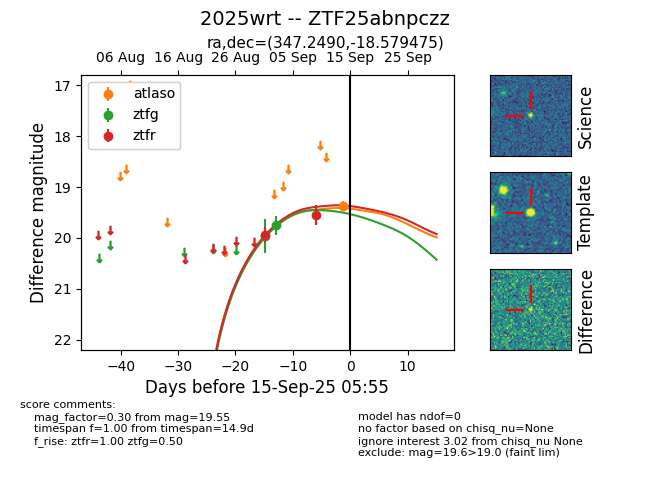 2025wrt -- ZTF25abnpczz
ra,dec=(347.2490,-18.579475)
06 Aug 16 Aug 26 Aug 05 Sep 15 Sep 25 Sep
17
18
19
20
21
22
Difference magnitude
atlaso
ztfg
ztfr
−40 −30 −20 −10 0 10
Days before 15-Sep-25 05:55
Science
Template
Difference
score comments:
mag_factor=0.30 from mag=19.55
timespan f=1.00 from timespan=14.9d
f_rise: ztfr=1.00 ztfg=0.50
model has ndof=0
no factor based on chisq_nu=None
ignore interest 3.02 from chisq_nu None
exclude: mag=19.6>19.0 (faint lim)